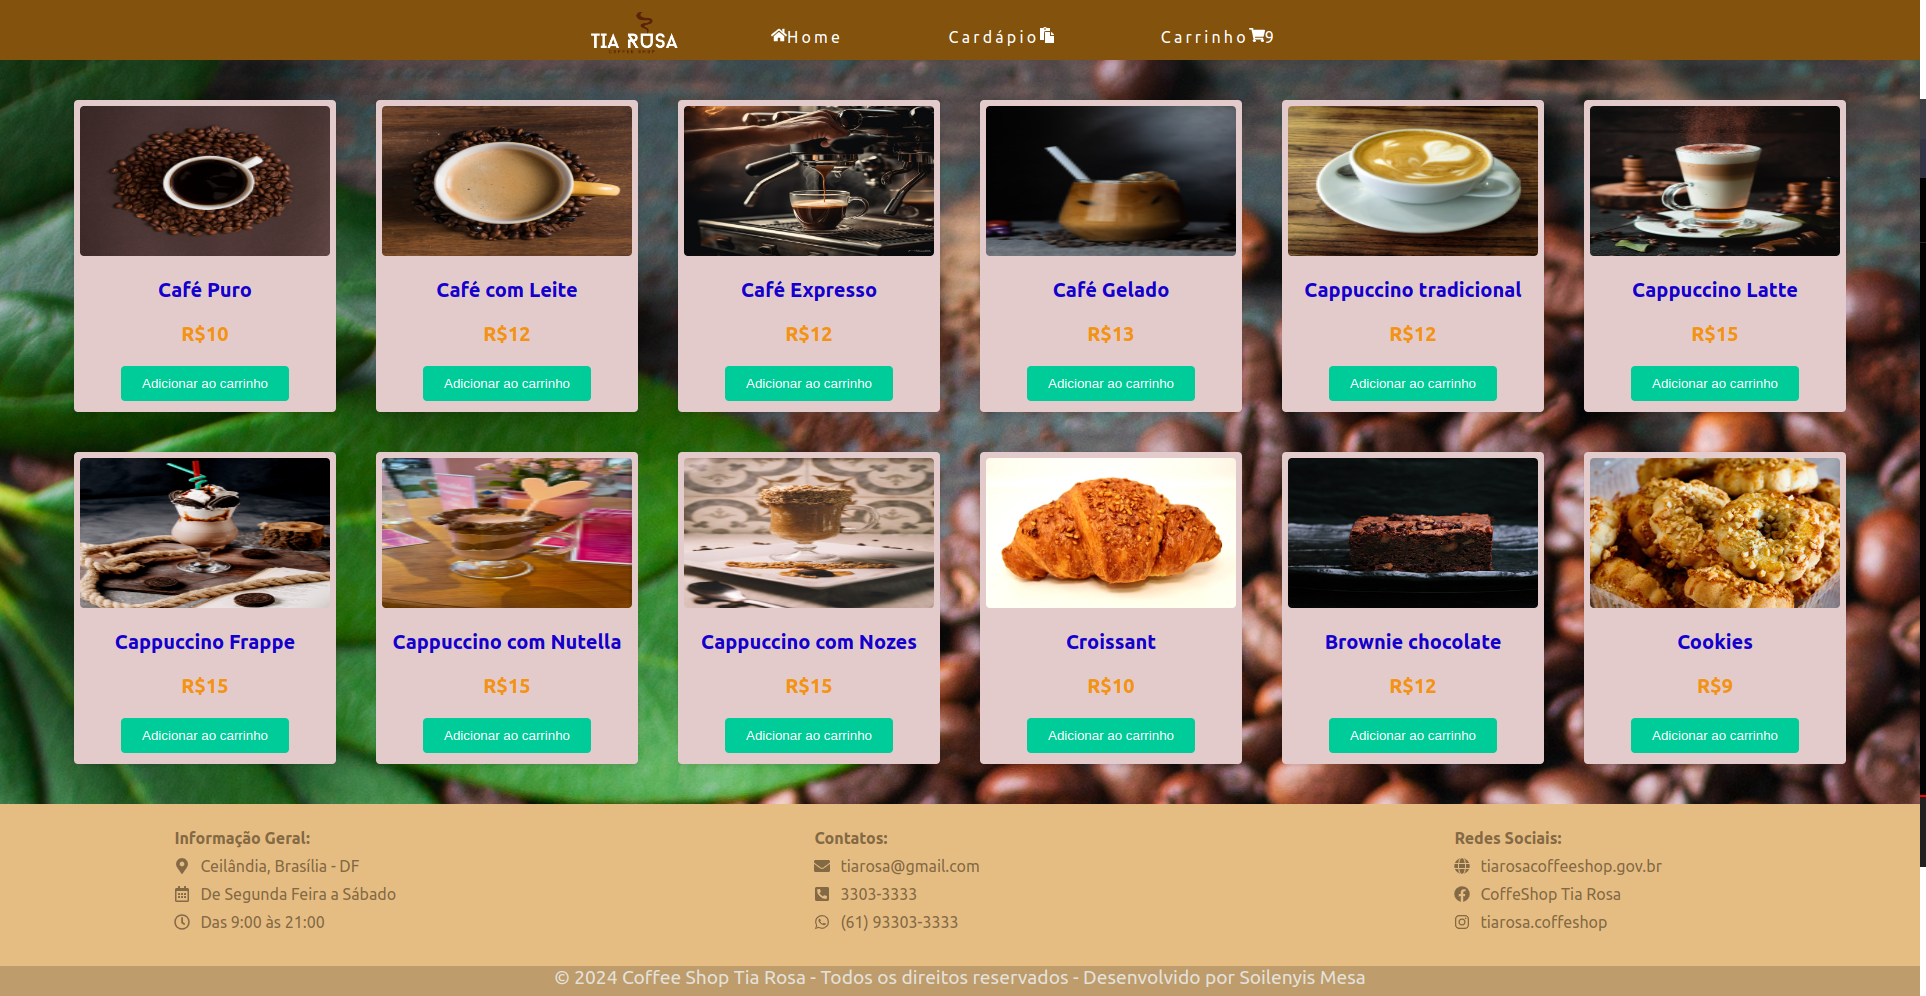 TIA ROSA Home Cardápio Carrinho 9
Café Puro Café com Leite Café Expresso Café Gelado Cappuccino tradicional Cappuccino Latte
R$10 R$12 R$12 R$13 R$12 R$15
Adicionar ao carrinho Adicionar ao carrinho Adicionar ao carrinho Adicionar ao carrinho Adicionar ao carrinho Adicionar ao carrinho
Cappuccino Frappe Cappuccino com Nutella Cappuccino com Nozes Croissant Brownie chocolate Cookies
R$15 R$15 R$15 R$10 R$12 R$9
Adicionar ao carrinho Adicionar ao carrinho Adicionar ao carrinho Adicionar ao carrinho Adicionar ao carrinho Adicionar ao carrinho
Informação Geral:
Ceilândia, Brasília - DF
De Segunda Feira a Sábado
Das 9:00 às 21:00
Contatos:
tiarosa@gmail.com
3303-3333
(61) 93303-3333
Redes Sociais:
tiarosacoffeeshop.gov.br
CoffeShop Tia Rosa
tiarosa.coffeshop
© 2024 Coffee Shop Tia Rosa - Todos os direitos reservados - Desenvolvido por Soilenyis Mesa